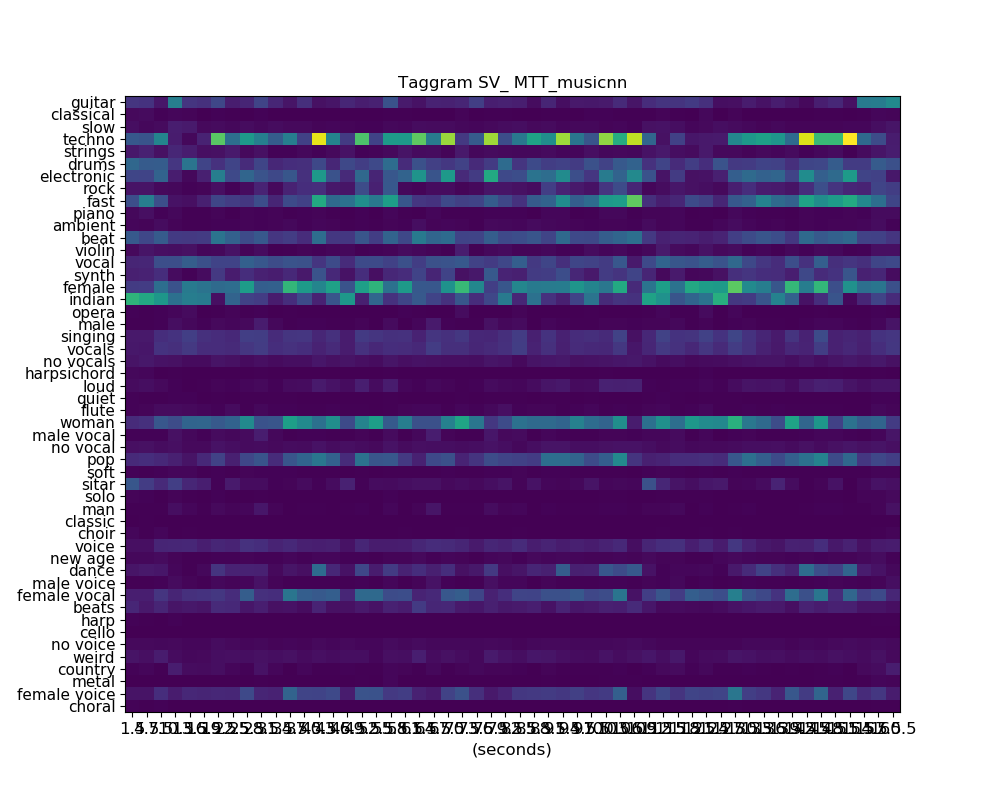 Taggram SV_ MTT_musicnn
guitar
classical
slow
techno
strings
drums
electronic
rock
fast
piano
ambient
beat
violin
vocal
synth
female
indian
opera
male
singing
vocals
no vocals
harpsichord
loud
quiet
flute
woman
male vocal
no vocal
pop
soft
sitar
solo
man
classic
choir
voice
new age
dance
male voice
female vocal
beats
harp
cello
no voice
weird
country
metal
female voice
choral
(seconds)